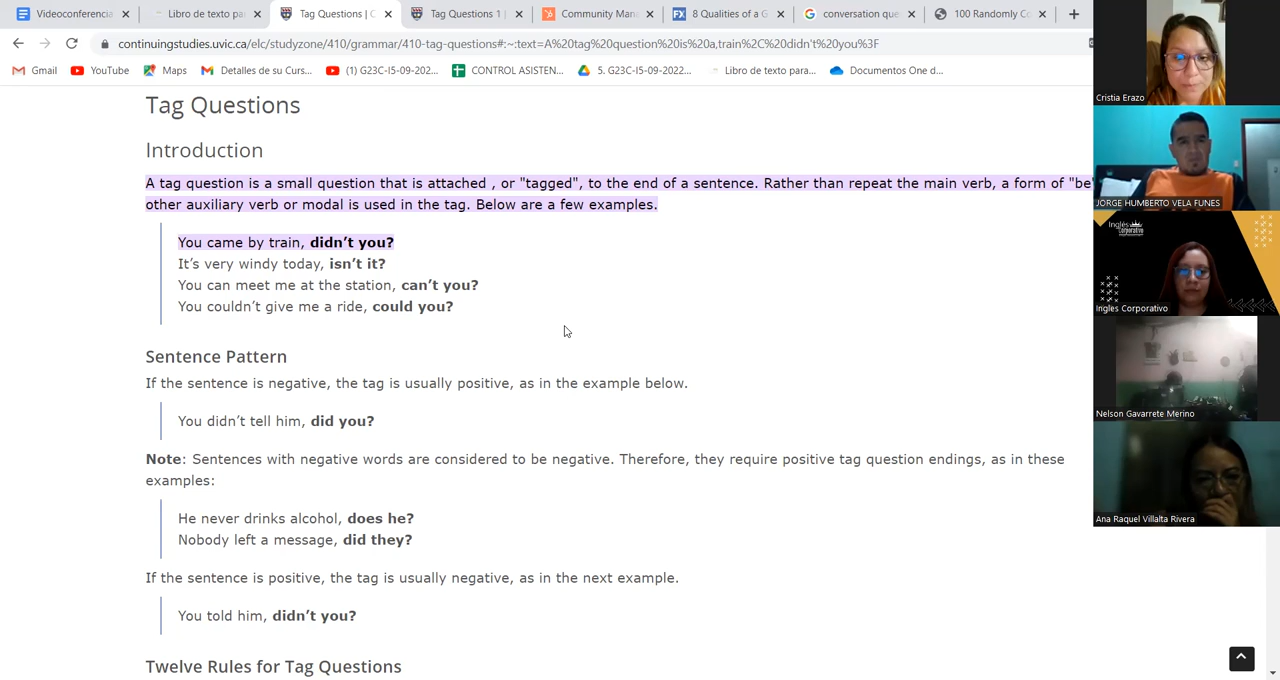 Videoconferencia
Libro de texto pa
Tag Questions | C
Tag Questions 1 |
Community Man
8 Qualities of a G
conversation que
100 Randomly Co
continuingstudies.uvic.ca/elc/studyzone/410/grammar/410-tag-questions#:~:text=A%20tag%20question%20is%20a,train%2C%20didn't%20you%3F
Gmail
YouTube
Maps
Detalles de su Curs...
(1) G23C-I5-09-202...
CONTROL ASISTEN...
5. G23C-I5-09-2022...
Libro de texto para...
Documentos One d...
Tag Questions
Introduction
A tag question is a small question that is attached , or "tagged", to the end of a sentence. Rather than repeat the main verb, a form of "be
other auxiliary verb or modal is used in the tag. Below are a few examples.
You came by train, didn't you?
It's very windy today, isn't it?
You can meet me at the station, can't you?
You couldn't give me a ride, could you?
Sentence Pattern
If the sentence is negative, the tag is usually positive, as in the example below.
You didn't tell him, did you?
Note: Sentences with negative words are considered to be negative. Therefore, they require positive tag question endings, as in these
examples:
He never drinks alcohol, does he?
Nobody left a message, did they?
If the sentence is positive, the tag is usually negative, as in the next example.
You told him, didn't you?
Twelve Rules for Tag Questions
Cristia Erazo
JORGE HUMBERTO VELA FUNES
Inglés
Corporativo
Ingles Corporativo
Nelson Gavarrete Merino
Ana Raquel Villalta Rivera